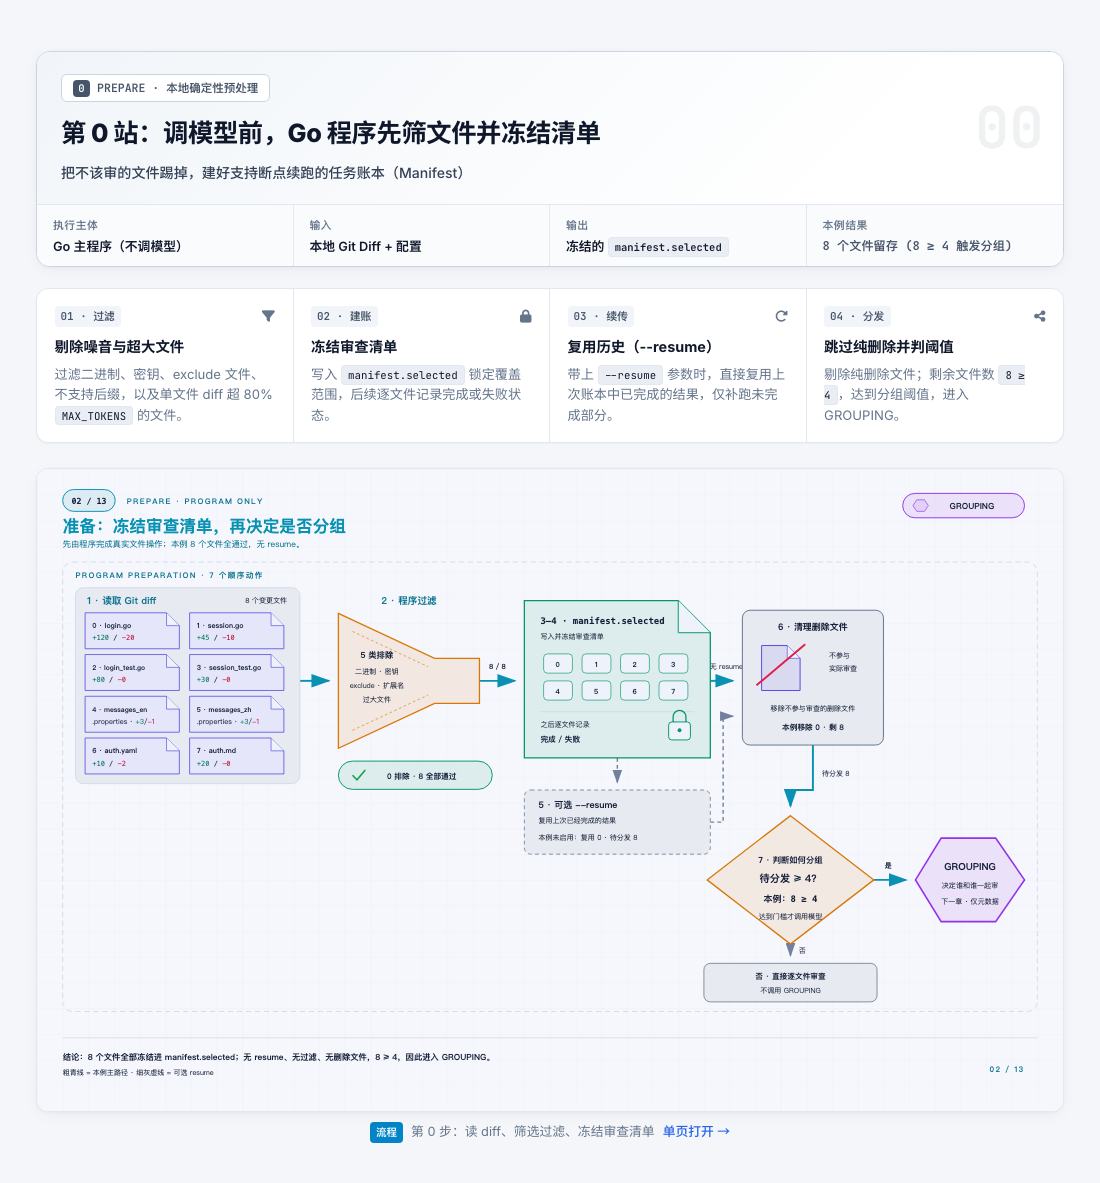 0 PREPARE · 本地确定性预处理
第 0 站：调模型前，Go 程序先筛文件并冻结清单
00
把不该审的文件踢掉，建好支持断点续跑的任务账本（Manifest）
执行主体
Go 主程序（不调模型）
输入
本地 Git Diff + 配置
输出
冻结的 manifest.selected
本例结果
8 个文件留存 (8 ≥ 4 触发分组)
01 · 过滤
剔除噪音与超大文件
过滤二进制、密钥、exclude 文件、
不支持后缀，以及单文件 diff 超 80%
MAX_TOKENS 的文件。
02 · 建账
冻结审查清单
写入 manifest.selected 锁定覆盖
范围，后续逐文件记录完成或失败状
态。
03 · 续传
复用历史（--resume）
带上 --resume 参数时，直接复用上
次账本中已完成的结果，仅补跑未完
成部分。
04 · 分发
跳过纯删除并判阈值
剔除纯删除文件；剩余文件数 8 ≥
4 ，达到分组阈值，进入
GROUPING。
02 / 13
PREPARE · PROGRAM ONLY
准备：冻结审查清单，再决定是否分组
先由程序完成真实文件操作；本例 8 个文件全通过，无 resume。
GROUPING
PROGRAM PREPARATION · 7 个顺序动作
1 · 读取 Git diff
8 个变更文件
0 · login.go
+120 / −20
1 · session.go
+45 / −10
2 · login_test.go
+80 / −0
3 · session_test.go
+30 / −0
4 · messages_en
.properties · +3/−1
5 · messages_zh
.properties · +3/−1
6 · auth.yaml
+10 / −2
7 · auth.md
+20 / −0
2 · 程序过滤
5 类排除
二进制 · 密钥
exclude · 扩展名
过大文件
0 排除 · 8 全部通过
8 / 8
3–4 · manifest.selected
写入并冻结审查清单
0
1
2
3
4
5
6
7
之后逐文件记录
完成 / 失败
5 · 可选 --resume
复用上次已经完成的结果
本例未启用：复用 0 · 待分发 8
无 resume
6 · 清理删除文件
不参与
实际审查
移除不参与审查的删除文件
本例移除 0 · 剩 8
待分发 8
7 · 判断如何分组
待分发 ≥ 4?
本例: 8 ≥ 4
达到门槛才调用模型
是
GROUPING
决定谁和谁一起审
下一章 · 仅元数据
否
否 · 直接逐文件审查
不调用 GROUPING
结论：8 个文件全部冻结进 manifest.selected；无 resume、无过滤、无删除文件，8 ≥ 4，因此进入 GROUPING。
粗青线 = 本例主路径 · 细灰虚线 = 可选 resume
02 / 13
流程 第 0 步：读 diff、筛选过滤、冻结审查清单 单页打开 →